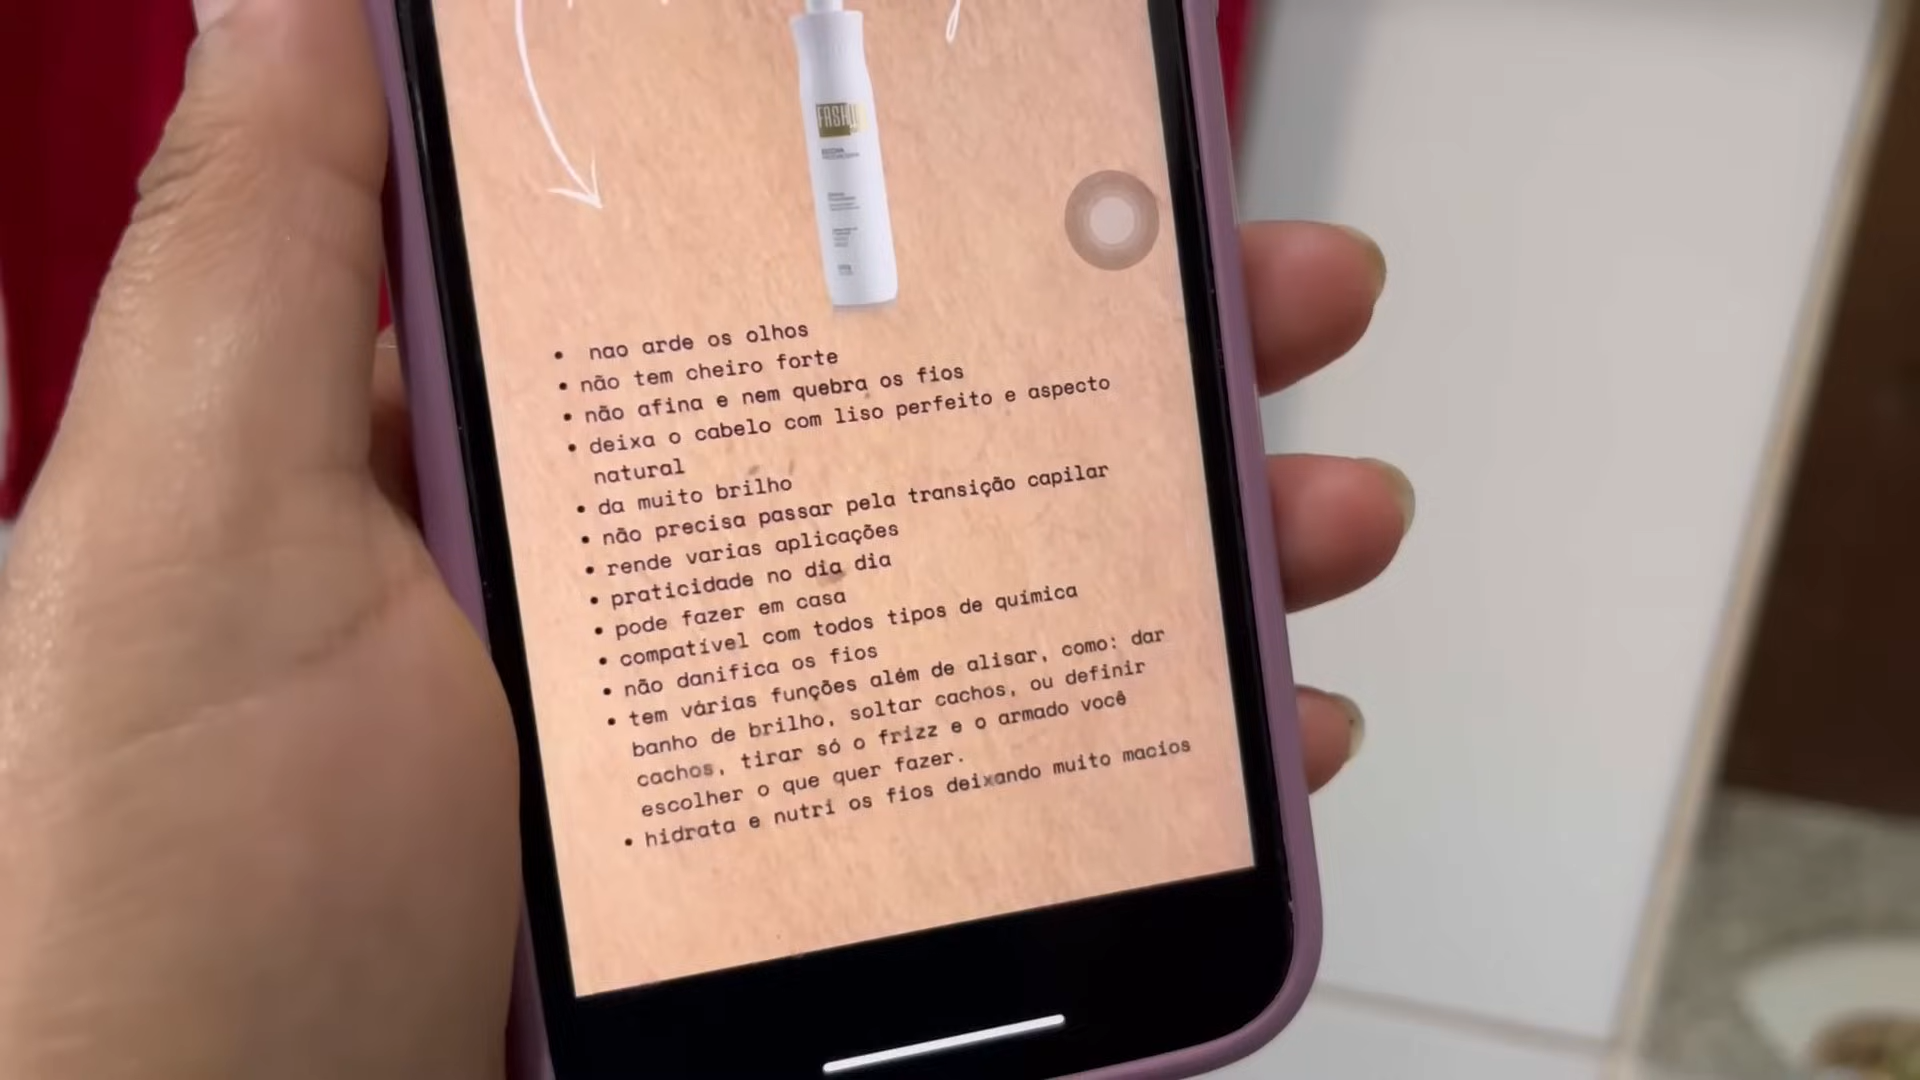 FASH
• nao arde os olhos
• não tem cheiro forte
• não afina e nem quebra os fios
• deixa o cabelo com liso perfeito e aspecto
natural
• da muito brilho
• não precisa passar pela transição capilar
• rende varias aplicações
• praticidade no dia dia
• pode fazer em casa
• compatível com todos tipos de química
• não danifica os fios
• tem várias funções além de alisar, como: dar
banho de brilho, soltar cachos, ou definir
cachos, tirar só o frizz e o armado você
escolher o que quer fazer.
• hidrata e nutri os fios deixando muito macios